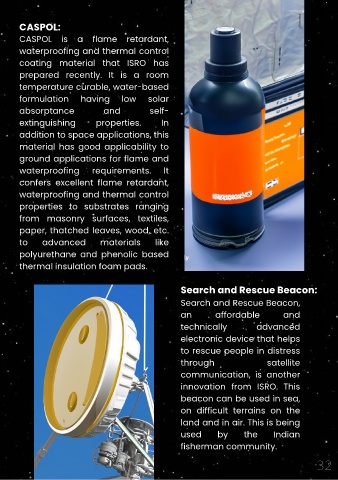 CASPOL:
CASPOL is a flame retardant,
waterproofing and thermal control
coating material that ISRO has
prepared recently. It is a room
temperature curable, water-based
formulation having low solar
absorptance and self-
extinguishing properties. In
addition to space applications, this
material has good applicability to
ground applications for flame and
waterproofing requirements. It
confers excellent flame retardant,
waterproofing and thermal control
properties to substrates ranging
from masonry surfaces, textiles,
paper, thatched leaves, wood, etc.
to advanced materials like
polyurethane and phenolic based
thermal insulation foam pads.
Search and Rescue Beacon:
Search and Rescue Beacon,
an affordable and
technically advanced
electronic device that helps
to rescue people in distress
through satellite
communication, is another
innovation from ISRO. This
beacon can be used in sea,
on difficult terrains on the
land and in air. This is being
used by the Indian
fisherman community.
32